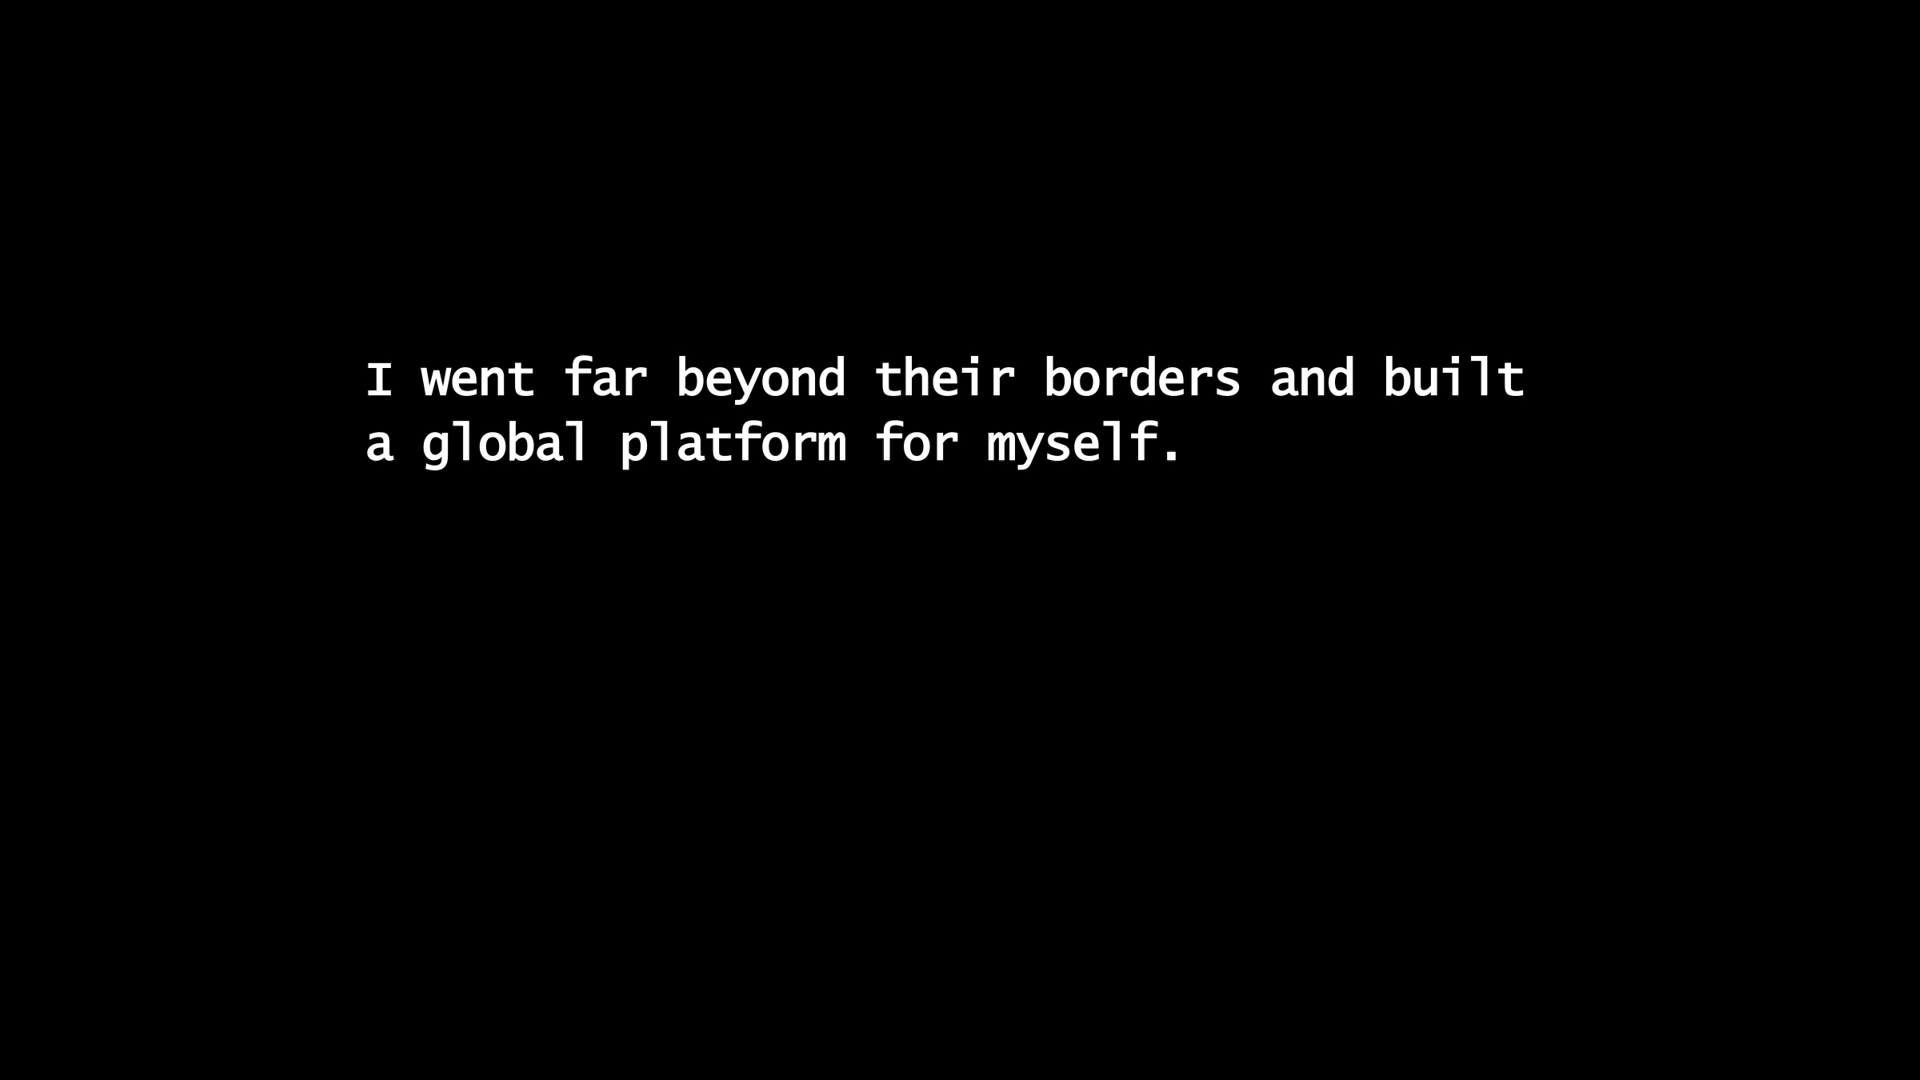 I went far beyond their borders and built
a global platform for myself.